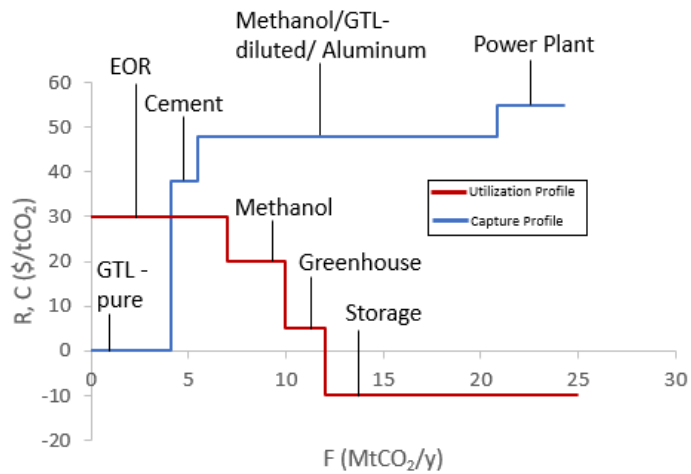 Methanol/GTL-
diluted/ Aluminum
Power Plant
EOR
Cement
60
50
40
30
20
10
0
-10
-20
R, C ($/tCO₂)
Utilization Profile
Capture Profile
Methanol
GTL -
pure
Greenhouse
Storage
0
5
10
15
20
25
30
F (MtCO₂/y)